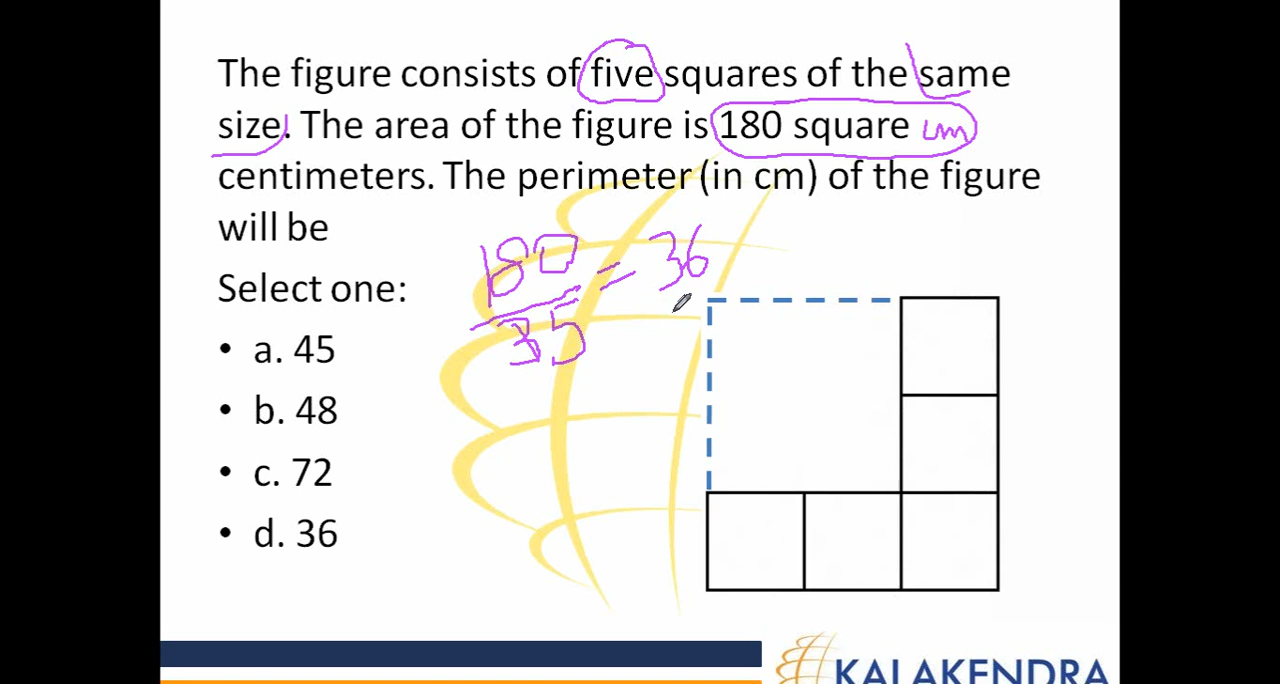 The figure consists of five squares of the same
size. The area of the figure is 180 square cm
centimeters. The perimeter (in cm) of the figure
will be
180
= 36
35
Select one:
• a. 45
• b. 48
• c. 72
• d. 36
KALAKENDRA